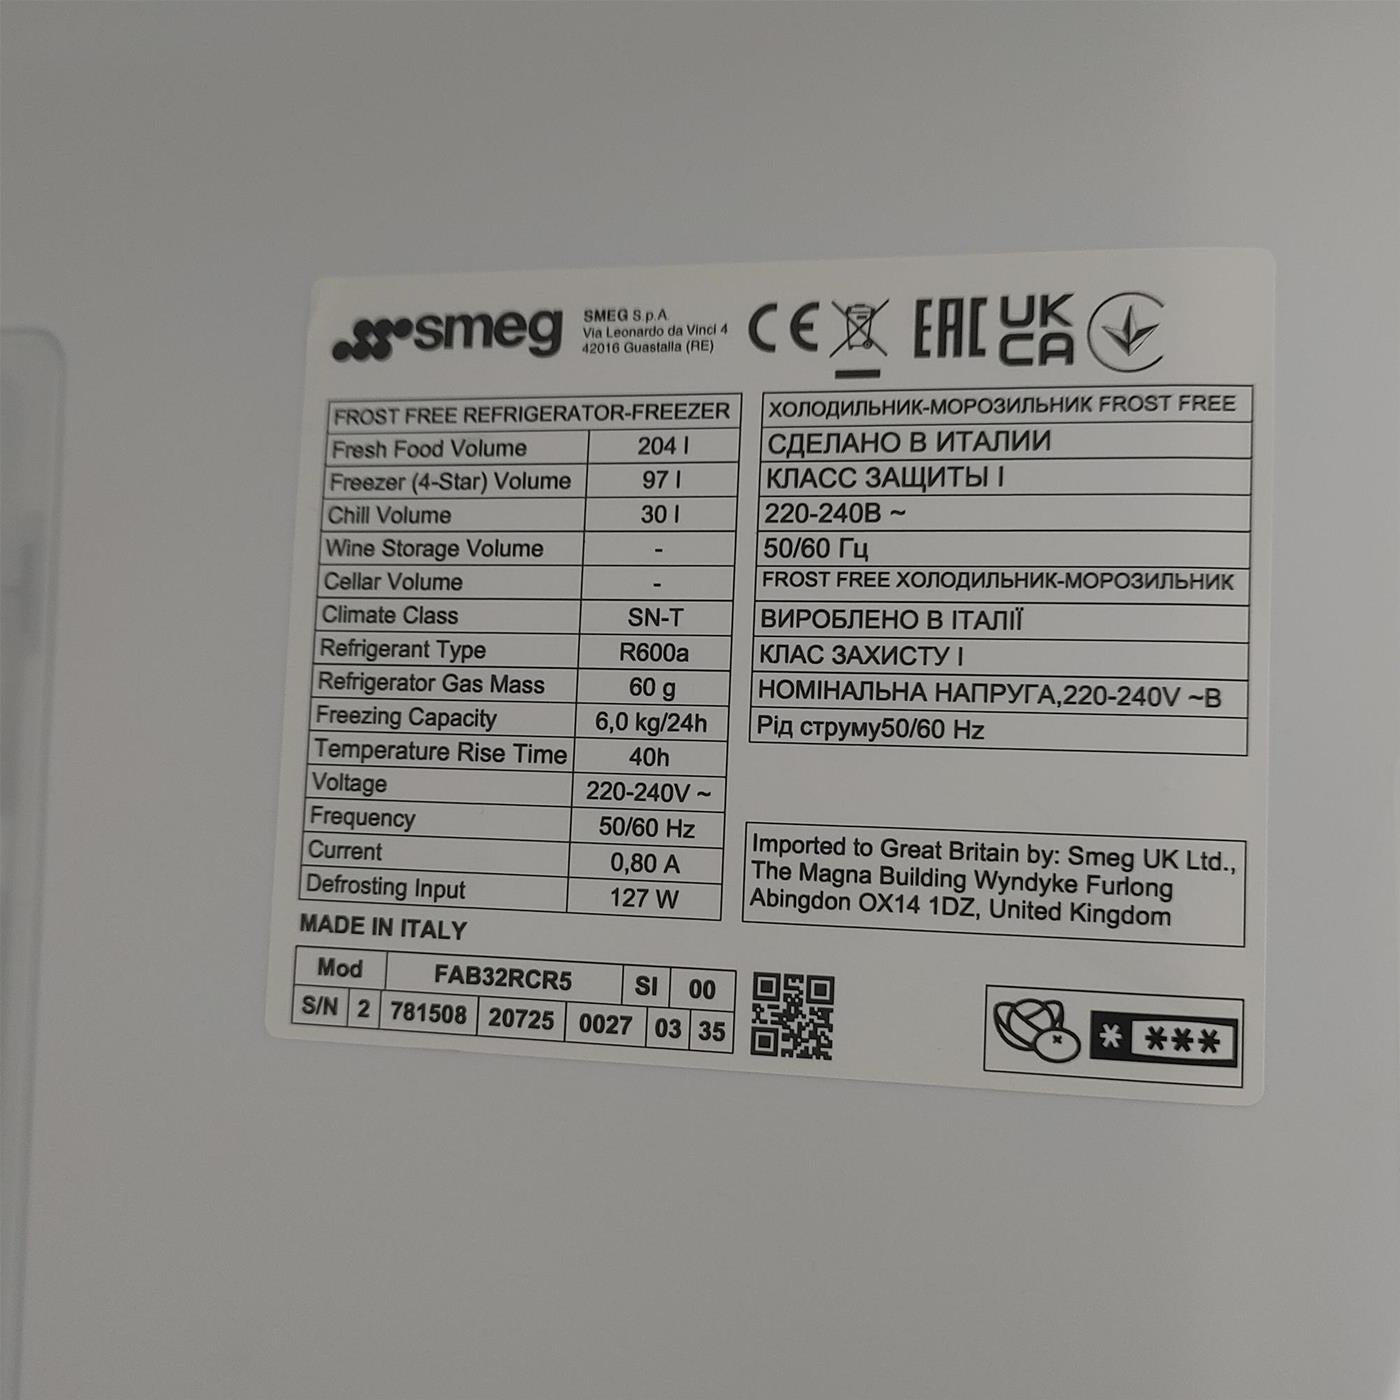 smeg
SMEG S.p.A.
Via Leonardo da Vinci 4
42016 Guastalla (RE)
CE
EAC
UK
CA
FROST FREE REFRIGERATOR-FREEZER
Fresh Food Volume 204 l
Freezer (4-Star) Volume 97 l
Chill Volume 30 l
Wine Storage Volume -
Cellar Volume -
Climate Class SN-T
Refrigerant Type R600a
Refrigerator Gas Mass 60 g
Freezing Capacity 6,0 kg/24h
Temperature Rise Time 40h
Voltage 220-240V ~
Frequency 50/60 Hz
Current 0,80 A
Defrosting Input 127 W
MADE IN ITALY
Mod FAB32RCR5 SI 00
S/N 2 781508 20725 0027 03 35
ХОЛОДИЛЬНИК-МОРОЗИЛЬНИК FROST FREE
СДЕЛАНО В ИТАЛИИ
КЛАСС ЗАЩИТЫ I
220-240В ~
50/60 Гц
FROST FREE ХОЛОДИЛЬНИК-МОРОЗИЛЬНИК
ВИРОБЛЕНО В ІТАЛІЇ
КЛАС ЗАХИСТУ I
НОМІНАЛЬНА НАПРУГА,220-240V ~В
Рід струму50/60 Hz
Imported to Great Britain by: Smeg UK Ltd.,
The Magna Building Wyndyke Furlong
Abingdon OX14 1DZ, United Kingdom